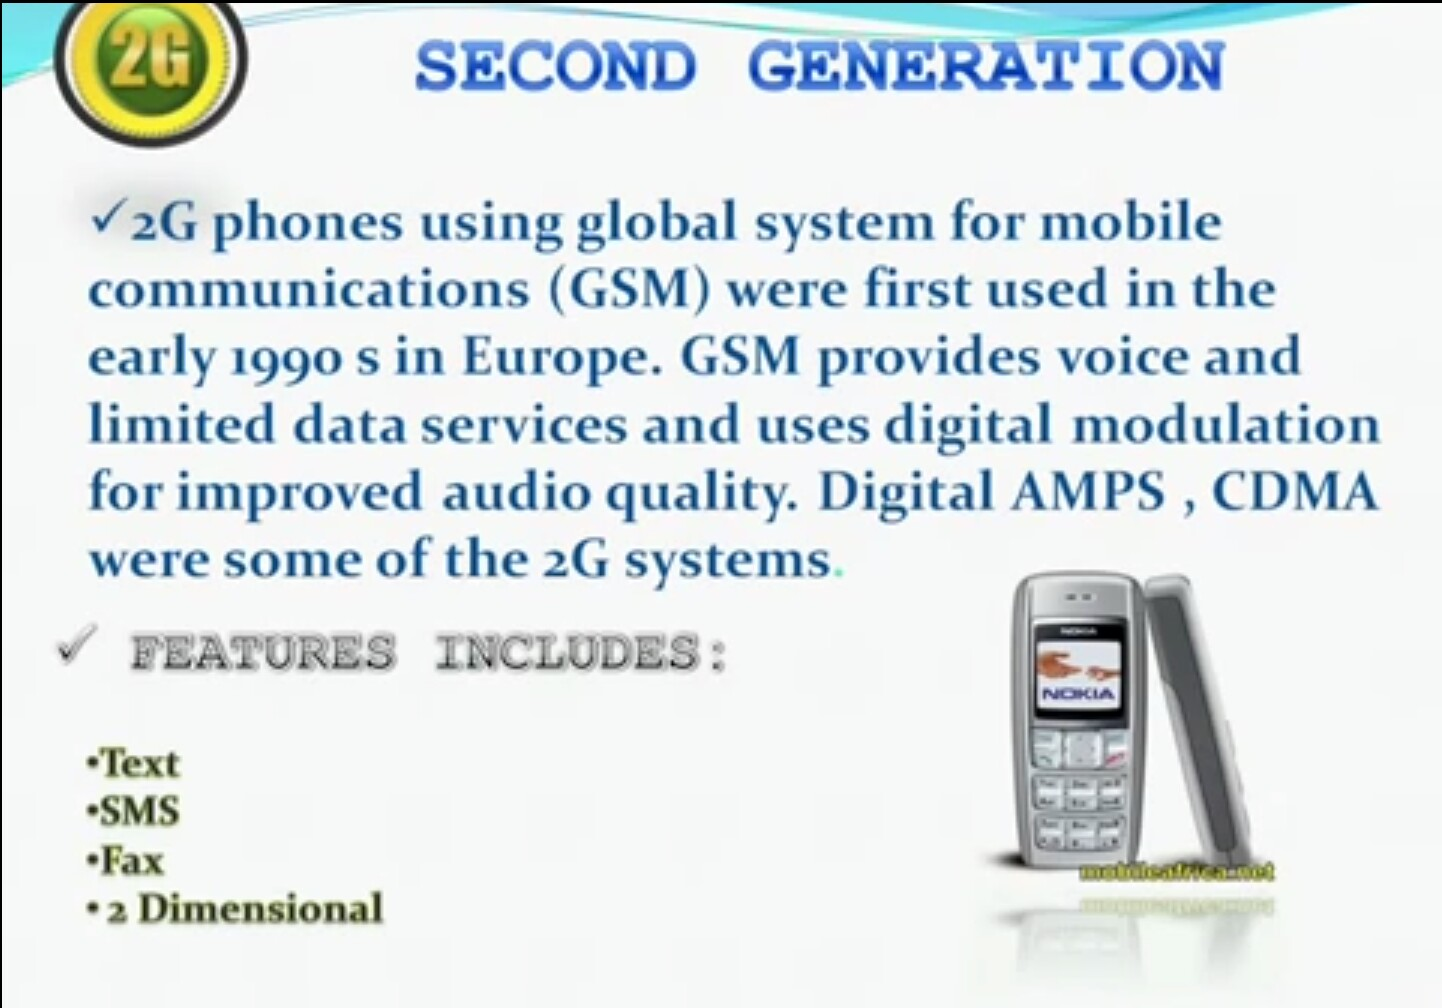 2G
SECOND GENERATION
✓2G phones using global system for mobile
communications (GSM) were first used in the
early 1990 s in Europe. GSM provides voice and
limited data services and uses digital modulation
for improved audio quality. Digital AMPS , CDMA
were some of the 2G systems.
✓ FEATURES INCLUDES:
•Text
•SMS
•Fax
• 2 Dimensional
NOKIA
NOKIA
mobileafrica.net